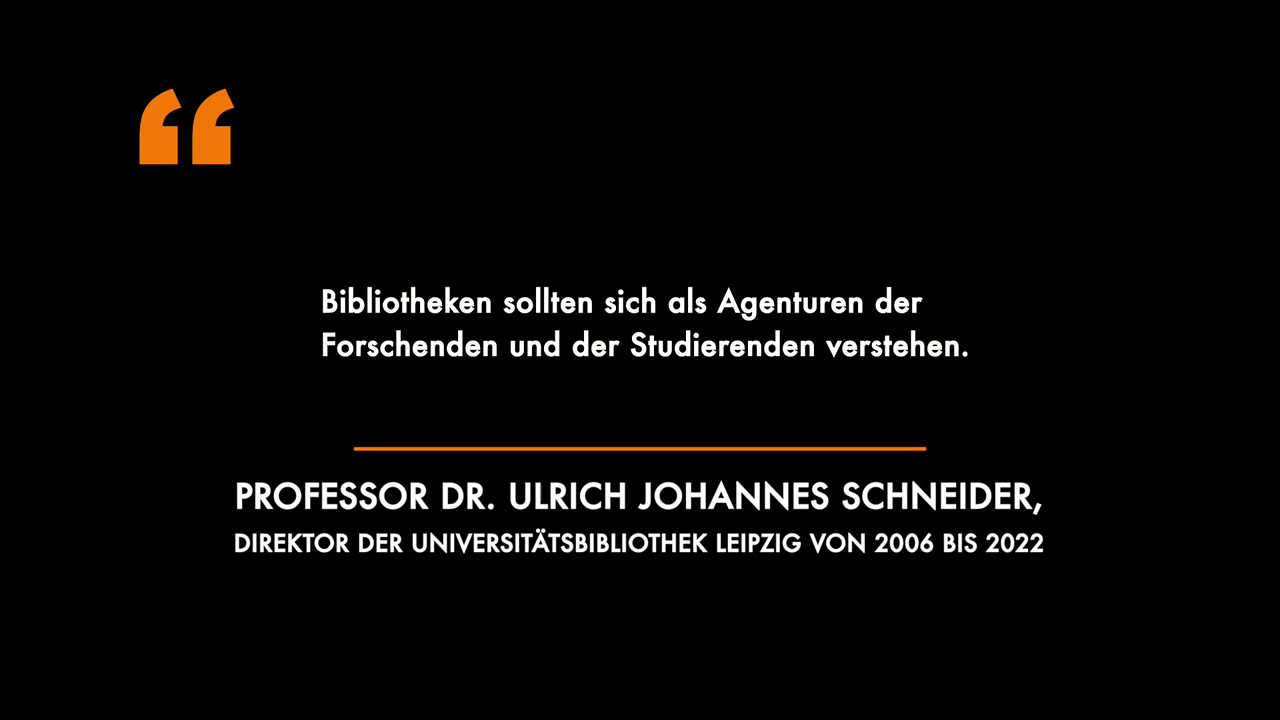 “
Bibliotheken sollten sich als Agenturen der
Forschenden und der Studierenden verstehen.
PROFESSOR DR. ULRICH JOHANNES SCHNEIDER,
DIREKTOR DER UNIVERSITÄTSBIBLIOTHEK LEIPZIG VON 2006 BIS 2022